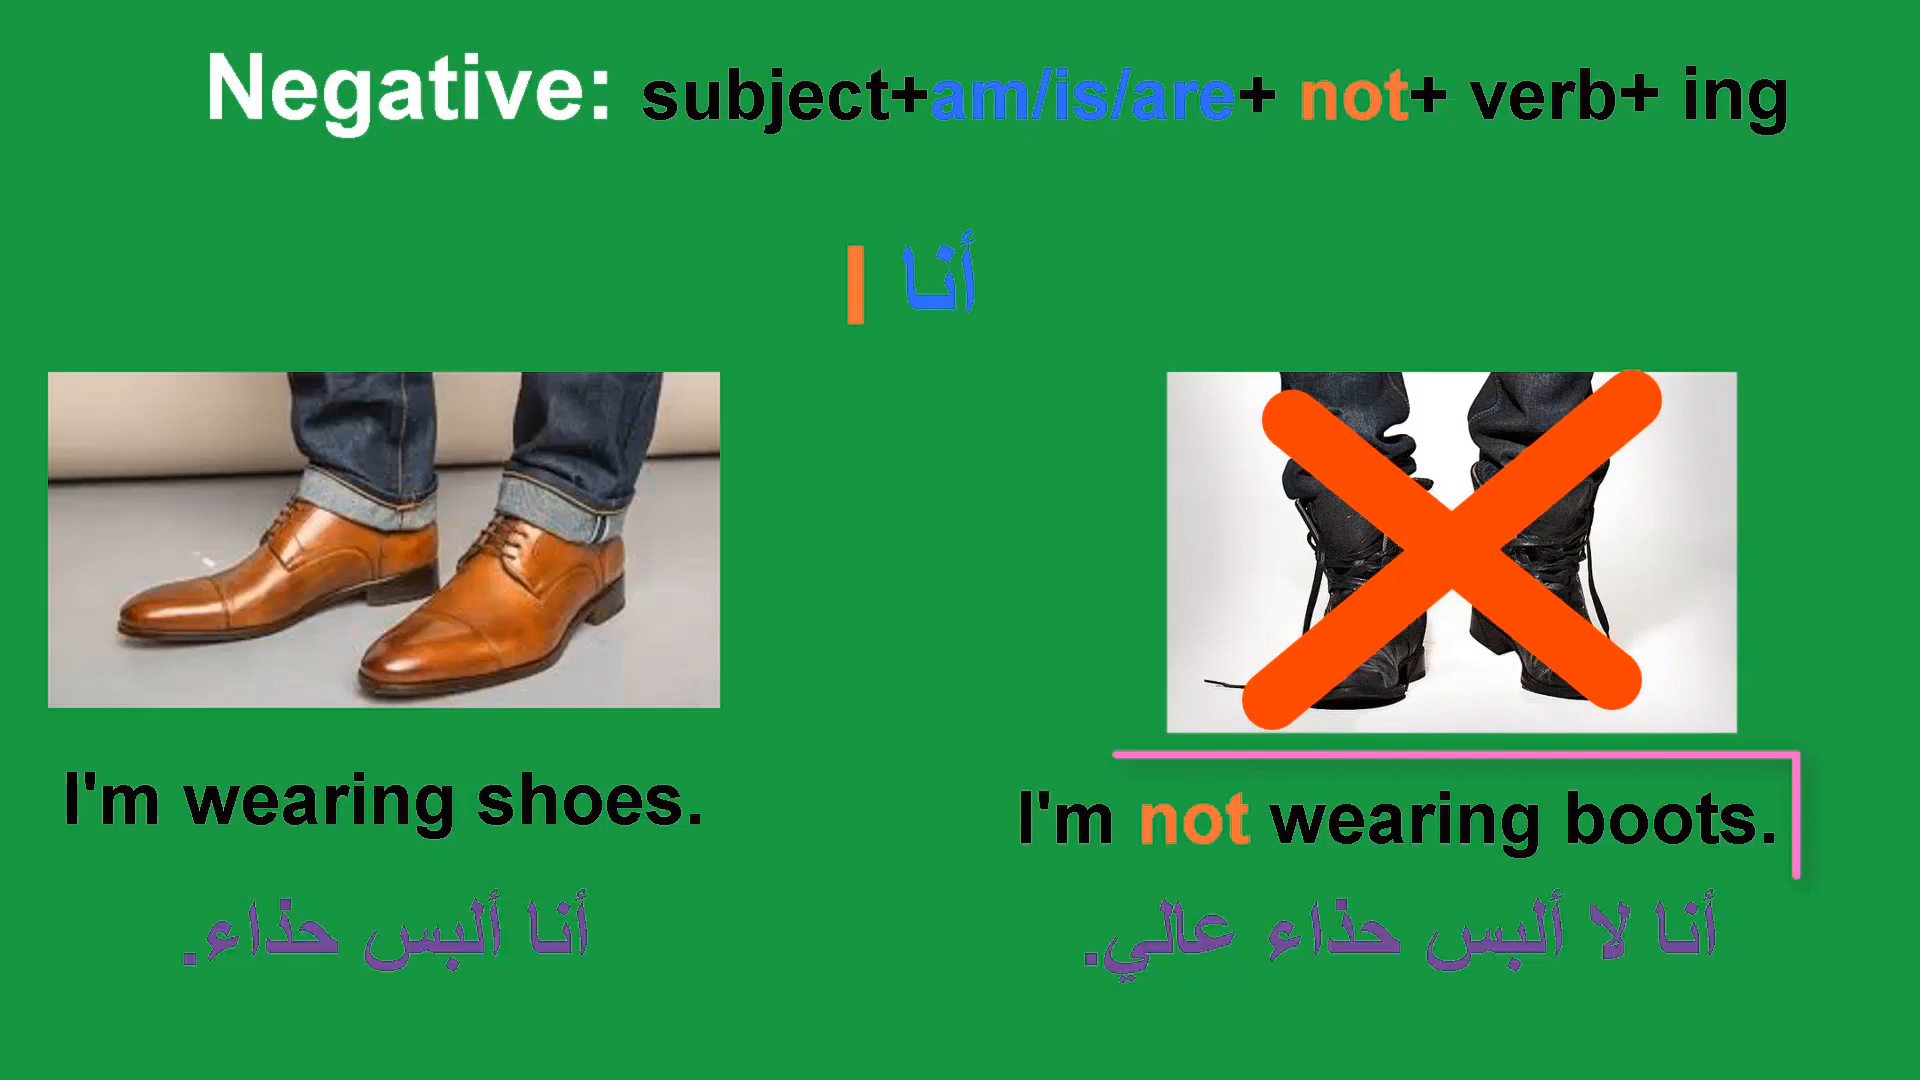 Negative: subject+am/is/are+ not+ verb+ ing
I أنا
I'm wearing shoes.
أنا ألبس حذاء.
I'm not wearing boots.
أنا لا ألبس حذاء عالي.